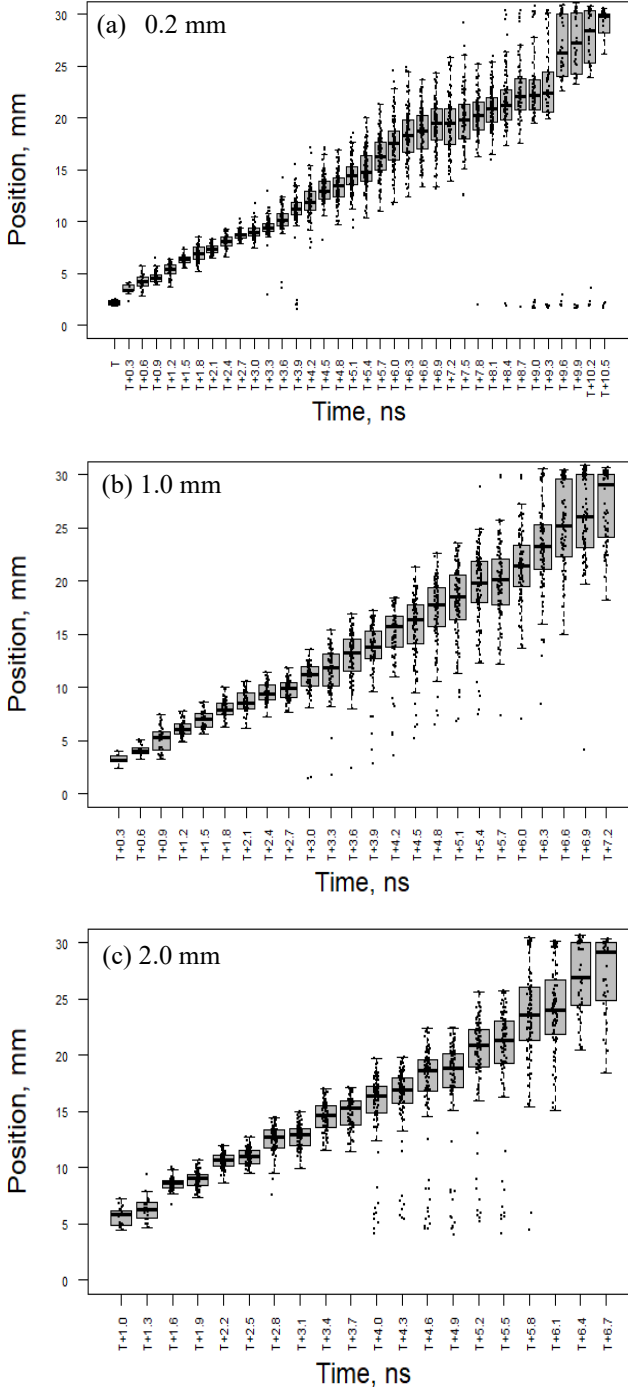 (a) 0.2 mm
Position, mm
30
25
20
15
10
5
0
T
T+0.3
T+0.6
T+0.9
T+1.2
T+1.5
T+1.8
T+2.1
T+2.4
T+2.7
T+3.0
T+3.3
T+3.6
T+3.9
T+4.2
T+4.5
T+4.8
T+5.1
T+5.4
T+5.7
T+6.0
T+6.3
T+6.6
T+6.9
T+7.2
T+7.5
T+7.8
T+8.1
T+8.4
T+8.7
T+9.0
T+9.3
T+9.6
T+9.9
T+10.2
T+10.5
Time, ns
(b) 1.0 mm
Position, mm
30
25
20
15
10
5
0
T+0.3
T+0.6
T+0.9
T+1.2
T+1.5
T+1.8
T+2.1
T+2.4
T+2.7
T+3.0
T+3.3
T+3.6
T+3.9
T+4.2
T+4.5
T+4.8
T+5.1
T+5.4
T+5.7
T+6.0
T+6.3
T+6.6
T+6.9
T+7.2
Time, ns
(c) 2.0 mm
Position, mm
30
25
20
15
10
5
0
T+1.0
T+1.3
T+1.6
T+1.9
T+2.2
T+2.5
T+2.8
T+3.1
T+3.4
T+3.7
T+4.0
T+4.3
T+4.6
T+4.9
T+5.2
T+5.5
T+5.8
T+6.1
T+6.4
T+6.7
Time, ns